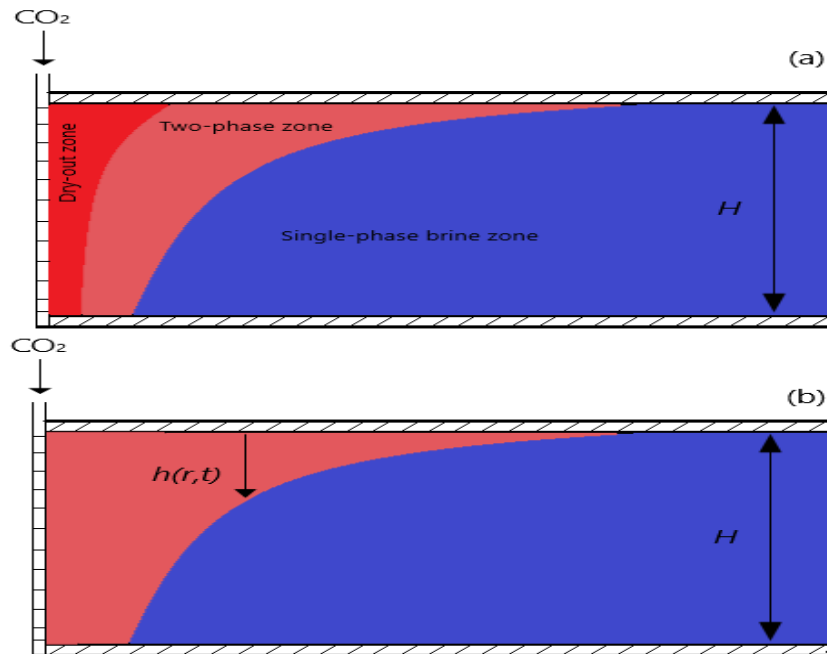 CO₂
(a)
Two-phase zone
Dry-out zone
H
Single-phase brine zone
CO₂
(b)
h(r,t)
H